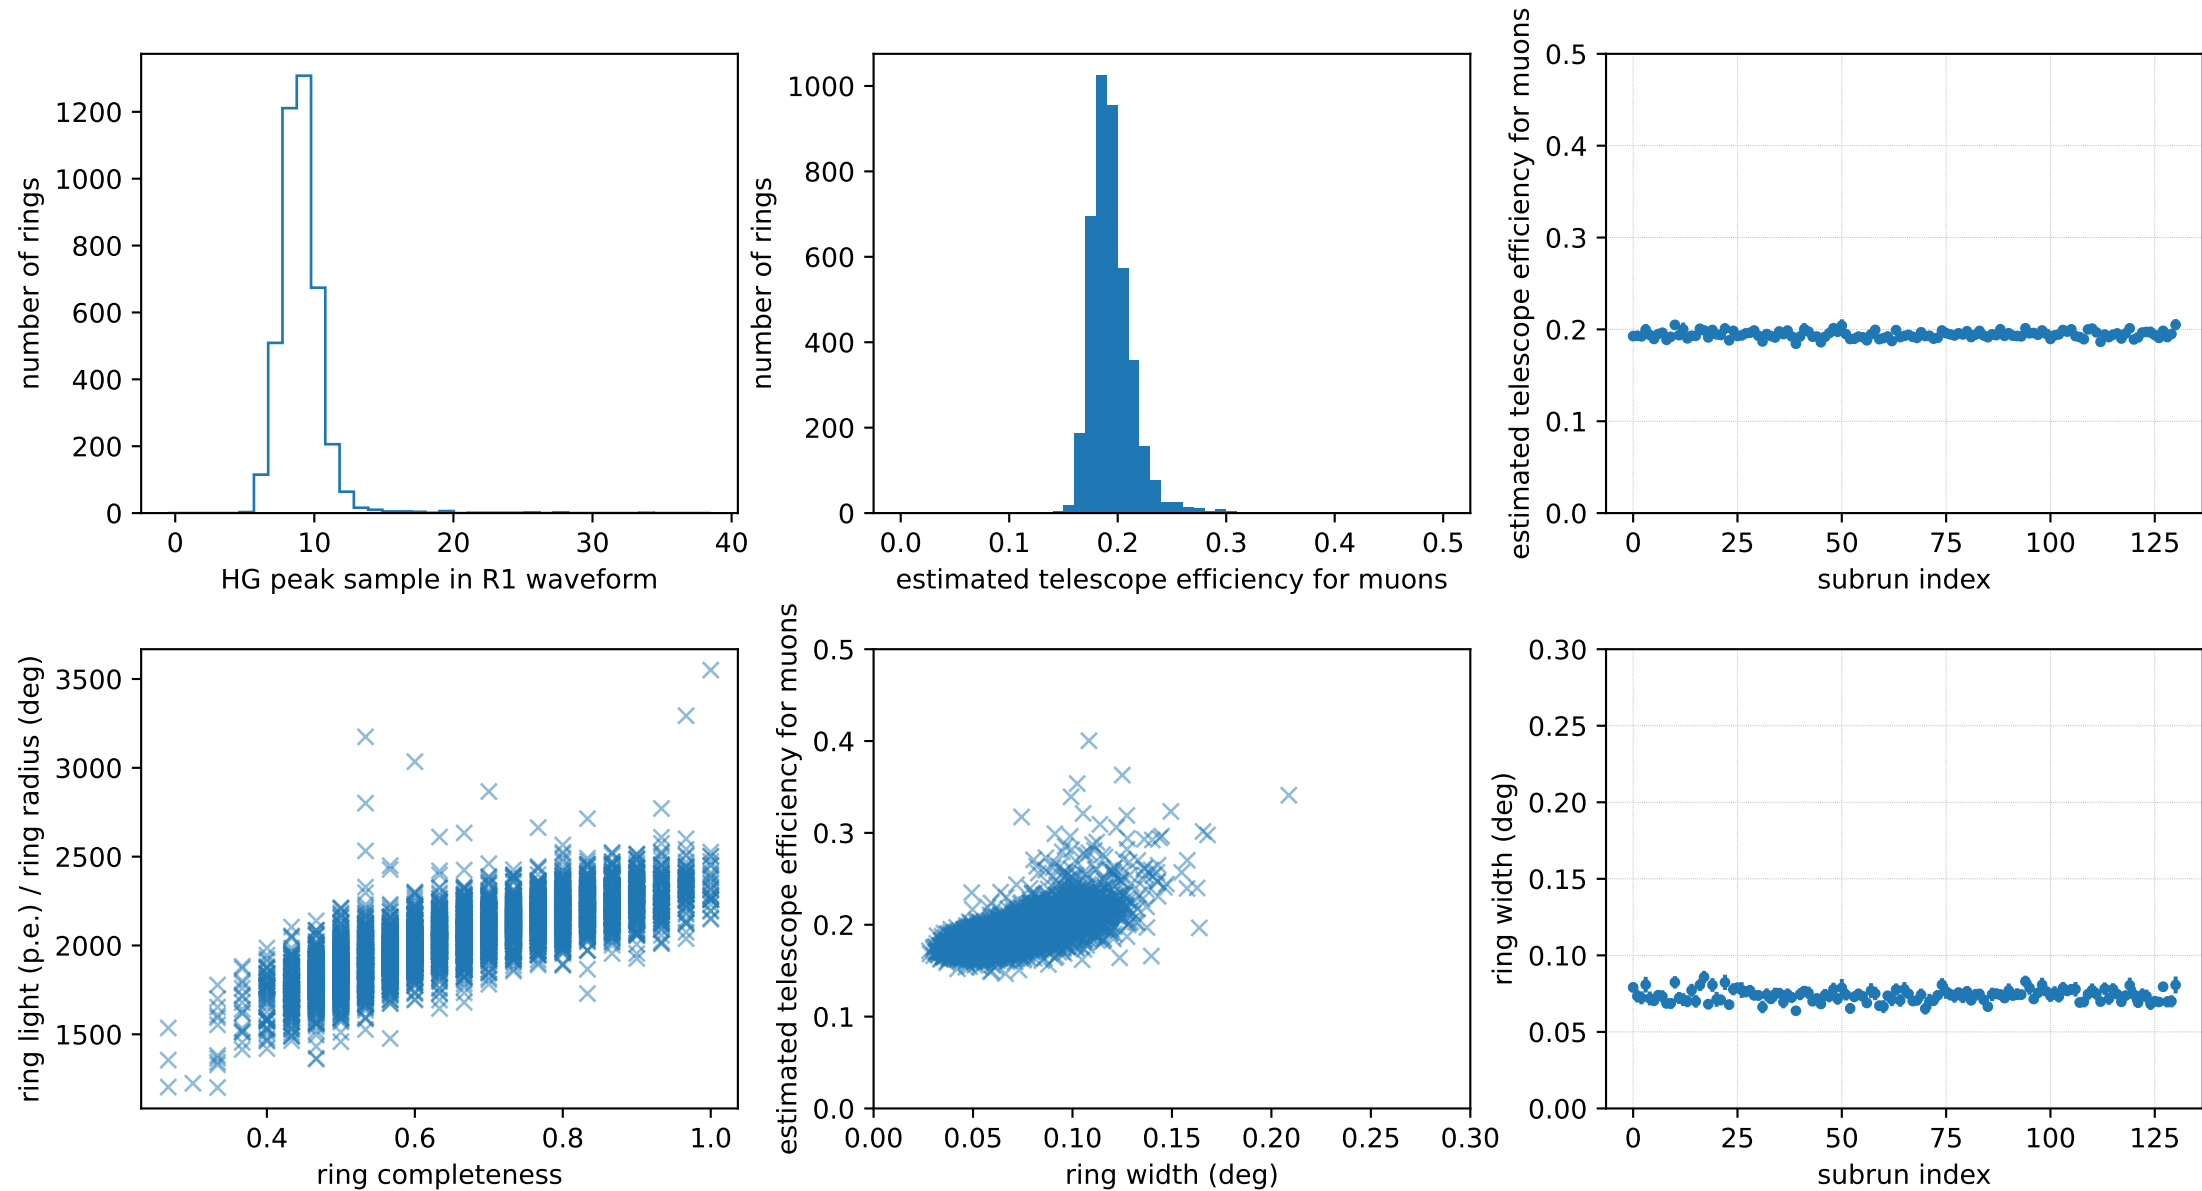 number of rings
1200
1000
800
600
400
200
0
0 10 20 30 40
HG peak sample in R1 waveform
number of rings
1000
800
600
400
200
0
0.0 0.1 0.2 0.3 0.4 0.5
estimated telescope efficiency for muons
estimated telescope efficiency for muons
0.5
0.4
0.3
0.2
0.1
0.0
0 25 50 75 100 125
subrun index
ring light (p.e.) / ring radius (deg)
3500
3000
2500
2000
1500
0.4 0.6 0.8 1.0
ring completeness
estimated telescope efficiency for muons
0.5
0.4
0.3
0.2
0.1
0.0
0.00 0.05 0.10 0.15 0.20 0.25 0.30
ring width (deg)
ring width (deg)
0.30
0.25
0.20
0.15
0.10
0.05
0.00
0 25 50 75 100 125
subrun index